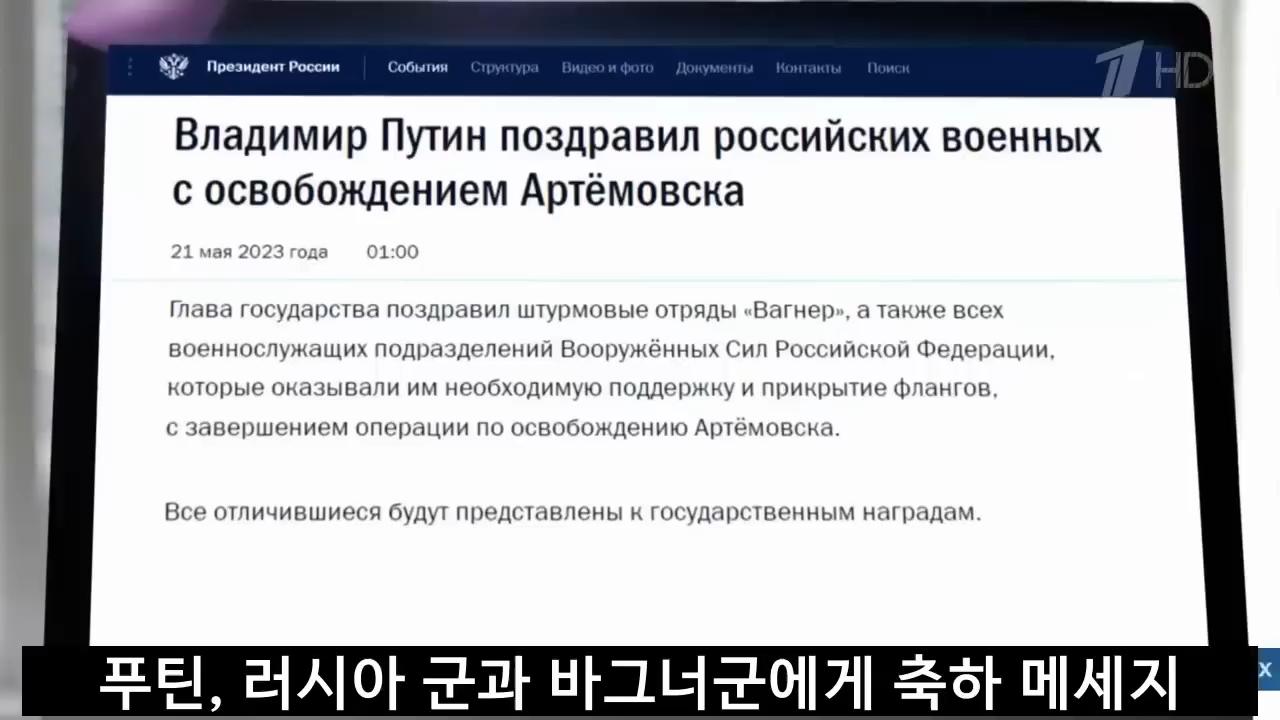 Президент России События Структура Видео и фото Документы Контакты Поиск
1 HD
Владимир Путин поздравил российских военных
с освобождением Артёмовска
21 мая 2023 года 01:00
Глава государства поздравил штурмовые отряды «Вагнер», а также всех
военнослужащих подразделений Вооружённых Сил Российской Федерации,
которые оказывали им необходимую поддержку и прикрытие флангов,
с завершением операции по освобождению Артёмовска.
Все отличившиеся будут представлены к государственным наградам.
푸틴, 러시아 군과 바그너군에게 축하 메세지
X